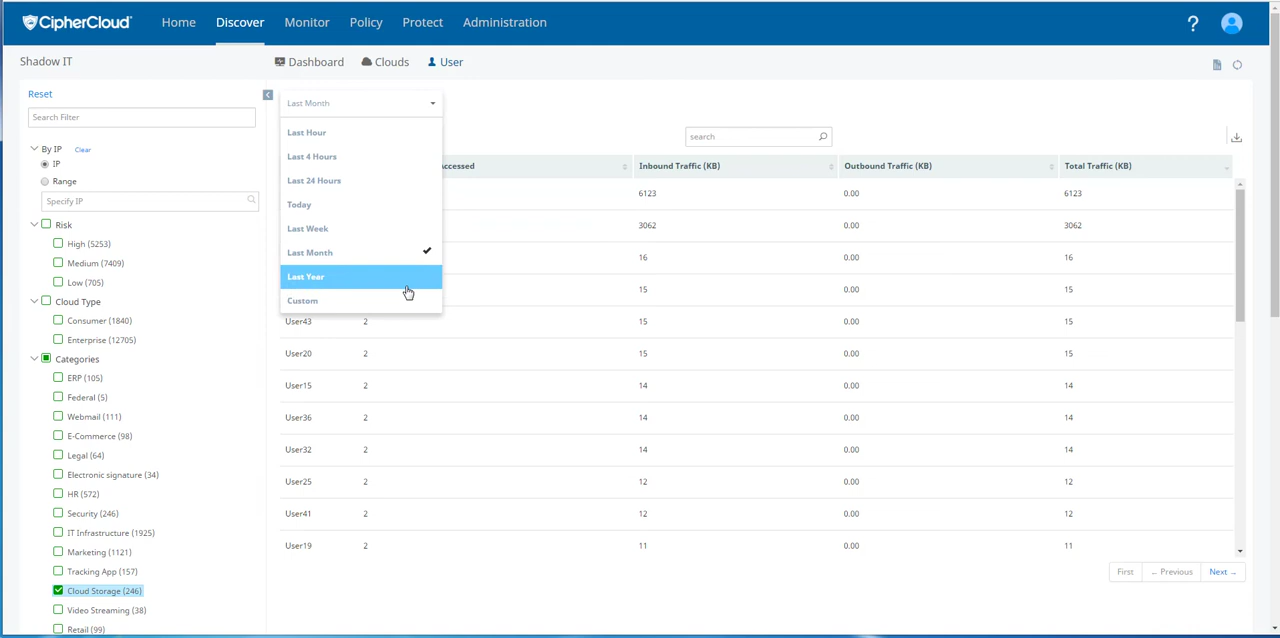 CipherCloud Home Discover Monitor Policy Protect Administration ?
Shadow IT Dashboard Clouds User
Reset
Search Filter
By IP Clear
IP
Range
Specify IP
Risk
High (5253)
Medium (7409)
Low (705)
Cloud Type
Consumer (1840)
Enterprise (12705)
Categories
ERP (105)
Federal (5)
Webmail (111)
E-Commerce (98)
Legal (64)
Electronic signature (34)
HR (572)
Security (246)
IT Infrastructure (1925)
Marketing (1121)
Tracking App (157)
Cloud Storage (246)
Video Streaming (38)
Retail (99)
Last Month
Last Hour
Last 4 Hours
Last 24 Hours
Today
Last Week
Last Month
Last Year
Custom
search
ccessed Inbound Traffic (KB) Outbound Traffic (KB) Total Traffic (KB)
6123 0.00 6123
3062 0.00 3062
16 0.00 16
15 0.00 15
User43 2 15 0.00 15
User20 2 15 0.00 15
User15 2 14 0.00 14
User36 2 14 0.00 14
User32 2 14 0.00 14
User25 2 12 0.00 12
User41 2 12 0.00 12
User19 2 11 0.00 11
First ← Previous Next →